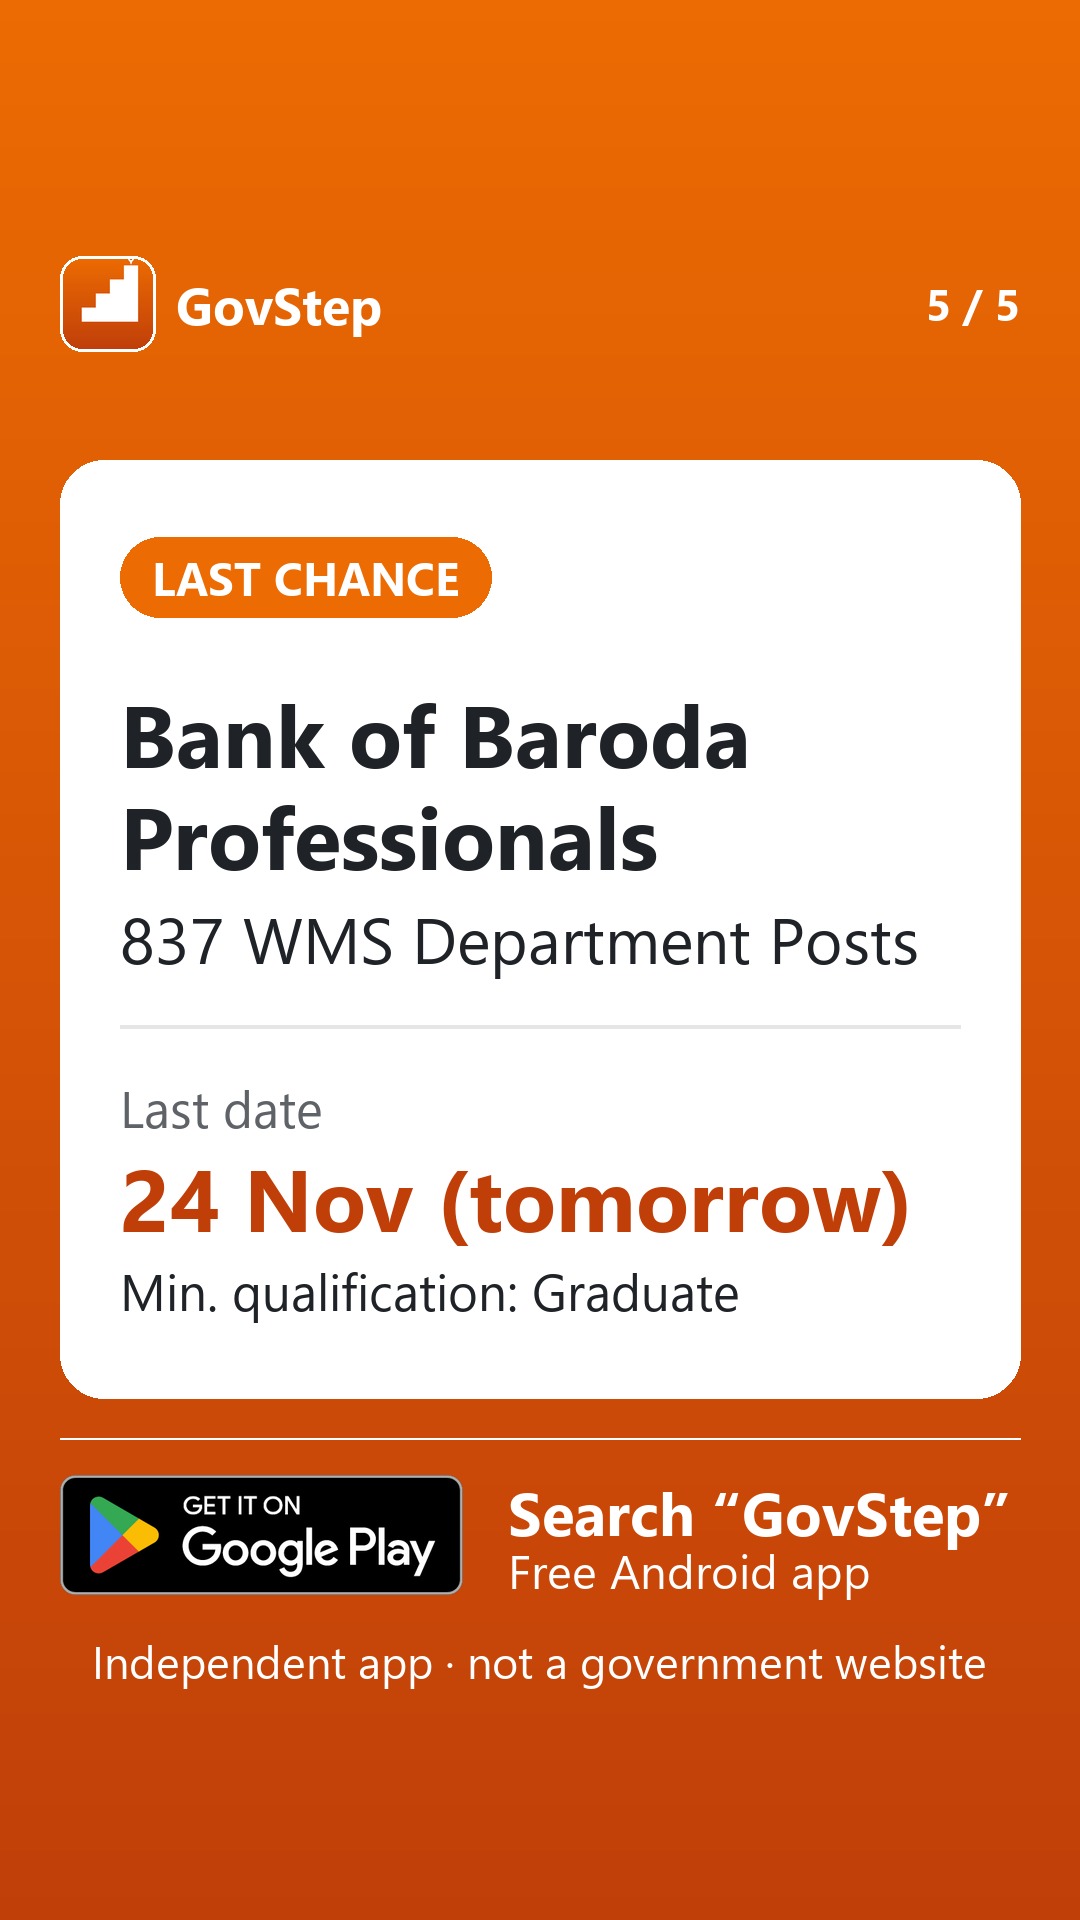 GovStep
5 / 5
LAST CHANCE
Bank of Baroda
Professionals
837 WMS Department Posts
Last date
24 Nov (tomorrow)
Min. qualification: Graduate
GET IT ON
Google Play
Search “GovStep”
Free Android app
Independent app · not a government website